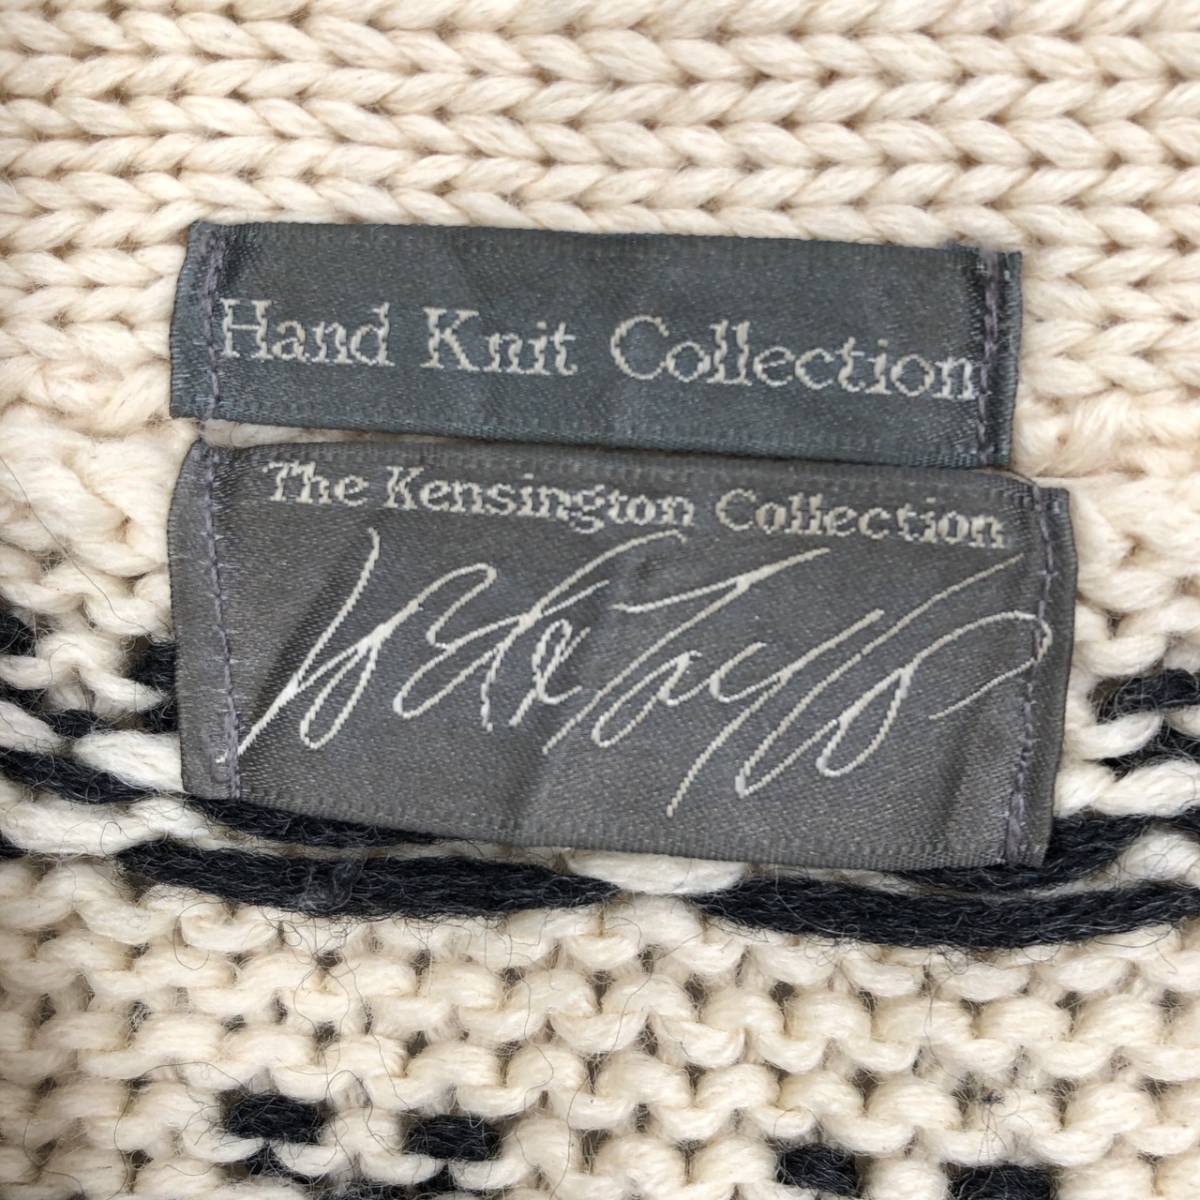 Hand Knit Collection
The Kensington Collection